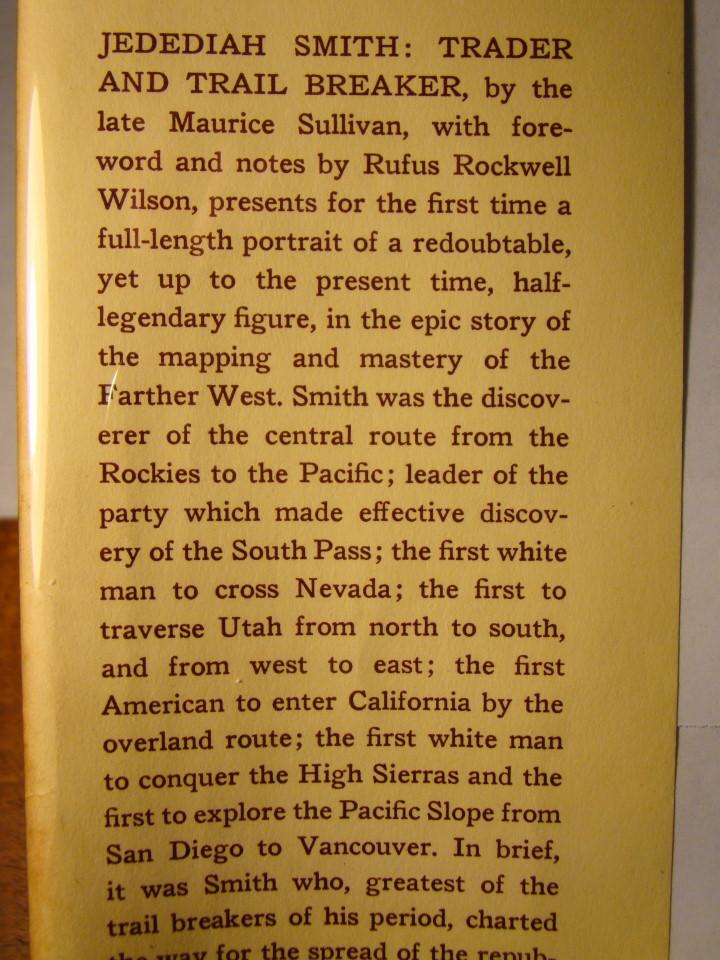 JEDEDIAH SMITH: TRADER
AND TRAIL BREAKER, by the
late Maurice Sullivan, with fore-
word and notes by Rufus Rockwell
Wilson, presents for the first time a
full-length portrait of a redoubtable,
yet up to the present time, half-
legendary figure, in the epic story of
the mapping and mastery of the
Farther West. Smith was the discov-
erer of the central route from the
Rockies to the Pacific; leader of the
party which made effective discov-
ery of the South Pass; the first white
man to cross Nevada; the first to
traverse Utah from north to south,
and from west to east; the first
American to enter California by the
overland route; the first white man
to conquer the High Sierras and the
first to explore the Pacific Slope from
San Diego to Vancouver. In brief,
it was Smith who, greatest of the
trail breakers of his period, charted
the way for the spread of the repub-